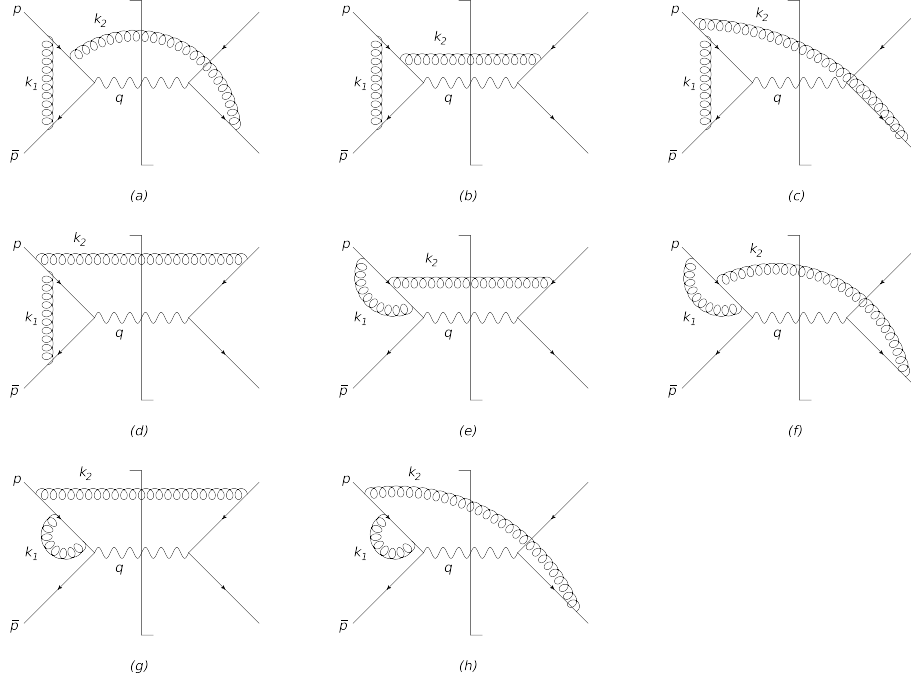 p k₂ k₁ q p̅ (a)
p k₂ k₁ q p̅ (b)
p k₂ k₁ q p̅ (c)
p k₂ k₁ q p̅ (d)
p k₂ k₁ q p̅ (e)
p k₂ k₁ q p̅ (f)
p k₂ k₁ q p̅ (g)
p k₂ k₁ q p̅ (h)